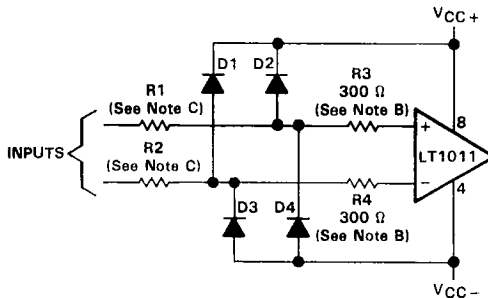 VCC+
D1
D2
R1
(See Note C)
R3
300 Ω
(See Note B)
8
+
INPUTS
R2
(See Note C)
LT1011
−
4
R4
300 Ω
(See Note B)
D3
D4
VCC−